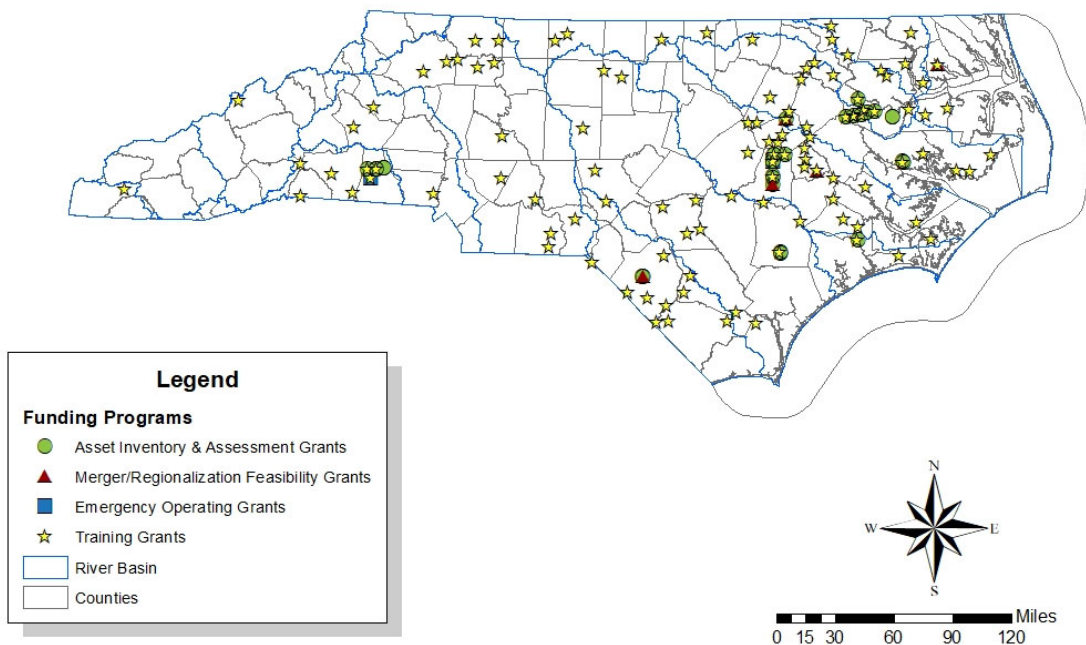 Legend
Funding Programs
Asset Inventory & Assessment Grants
Merger/Regionalization Feasibility Grants
Emergency Operating Grants
Training Grants
River Basin
Counties
N
W E
S
Miles
0 15 30 60 90 120